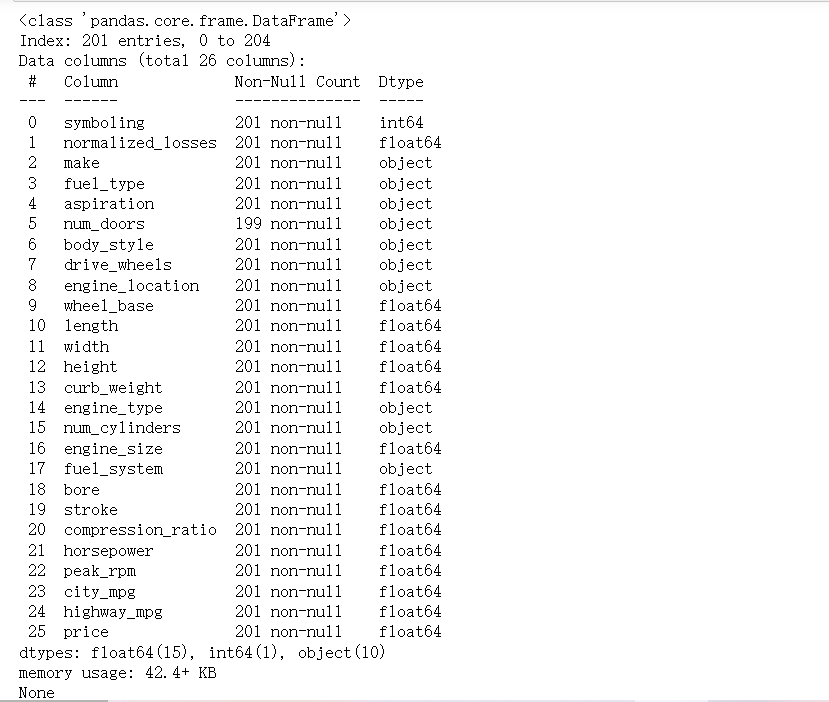 <class 'pandas.core.frame.DataFrame'>
Index: 201 entries, 0 to 204
Data columns (total 26 columns):
 #   Column             Non-Null Count  Dtype
---  ------             --------------  -----
 0   symboling          201 non-null    int64
 1   normalized_losses  201 non-null    float64
 2   make               201 non-null    object
 3   fuel_type          201 non-null    object
 4   aspiration         201 non-null    object
 5   num_doors          199 non-null    object
 6   body_style         201 non-null    object
 7   drive_wheels       201 non-null    object
 8   engine_location    201 non-null    object
 9   wheel_base         201 non-null    float64
 10  length             201 non-null    float64
 11  width              201 non-null    float64
 12  height             201 non-null    float64
 13  curb_weight        201 non-null    float64
 14  engine_type        201 non-null    object
 15  num_cylinders      201 non-null    object
 16  engine_size        201 non-null    float64
 17  fuel_system        201 non-null    object
 18  bore               201 non-null    float64
 19  stroke             201 non-null    float64
 20  compression_ratio  201 non-null    float64
 21  horsepower         201 non-null    float64
 22  peak_rpm           201 non-null    float64
 23  city_mpg           201 non-null    float64
 24  highway_mpg        201 non-null    float64
 25  price              201 non-null    float64
dtypes: float64(15), int64(1), object(10)
memory usage: 42.4+ KB
None